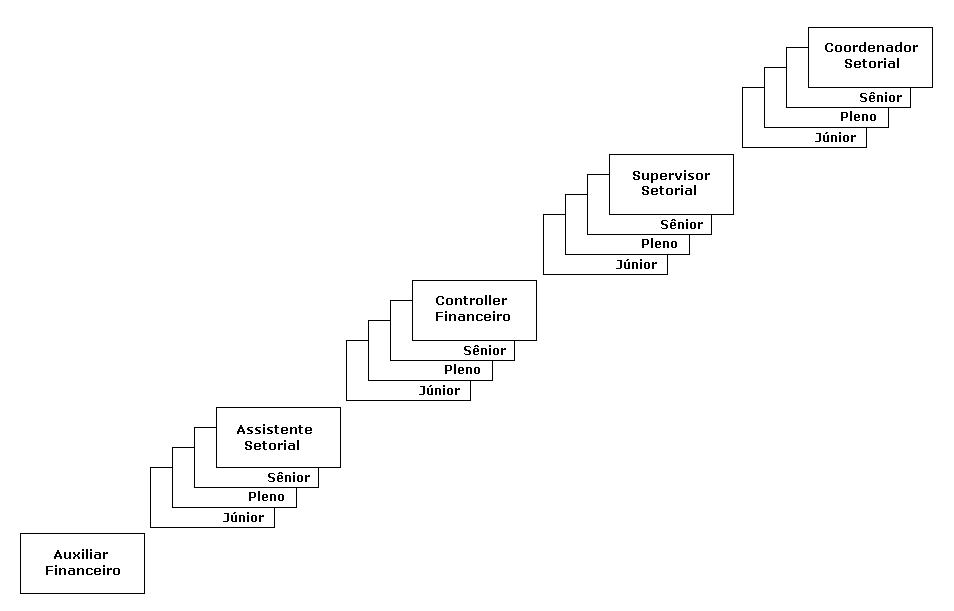 Coordenador
Setorial
Sênior
Pleno
Júnior
Supervisor
Setorial
Sênior
Pleno
Júnior
Controller
Financeiro
Sênior
Pleno
Júnior
Assistente
Setorial
Sênior
Pleno
Júnior
Auxiliar
Financeiro